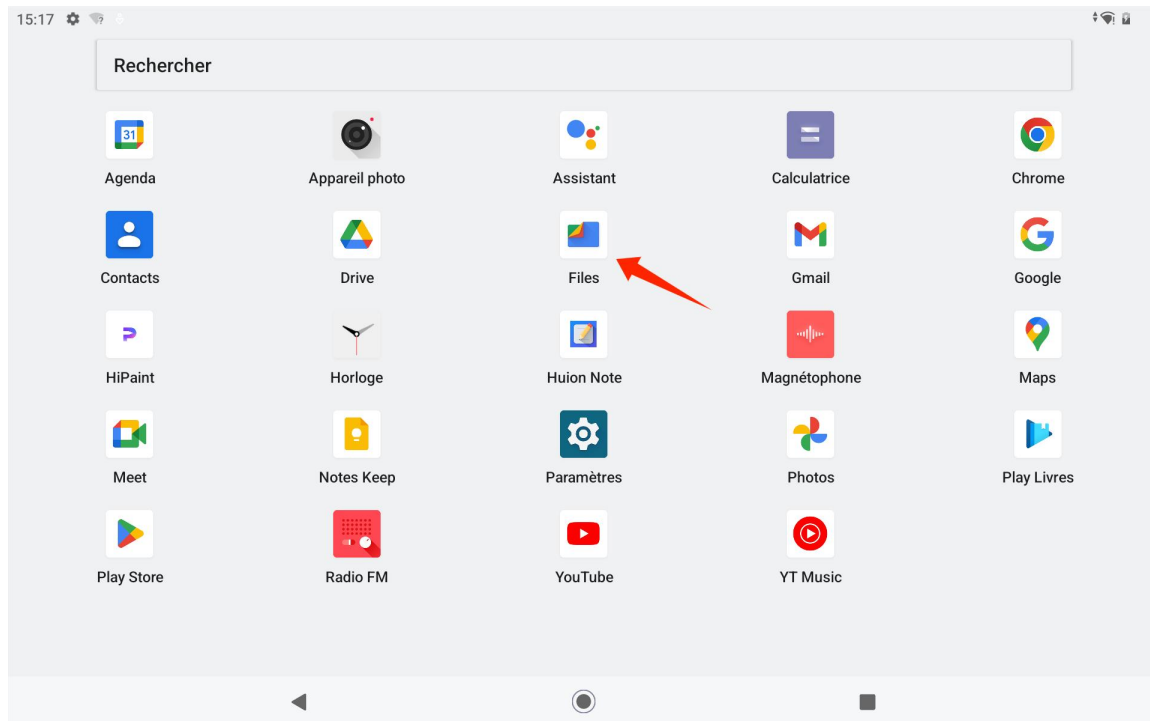 15:17
Rechercher
31
Agenda
Appareil photo
Assistant
Calculatrice
Chrome
Contacts
Drive
Files
Gmail
Google
HiPaint
Horloge
Huion Note
Magnétophone
Maps
Meet
Notes Keep
Paramètres
Photos
Play Livres
Play Store
Radio FM
YouTube
YT Music